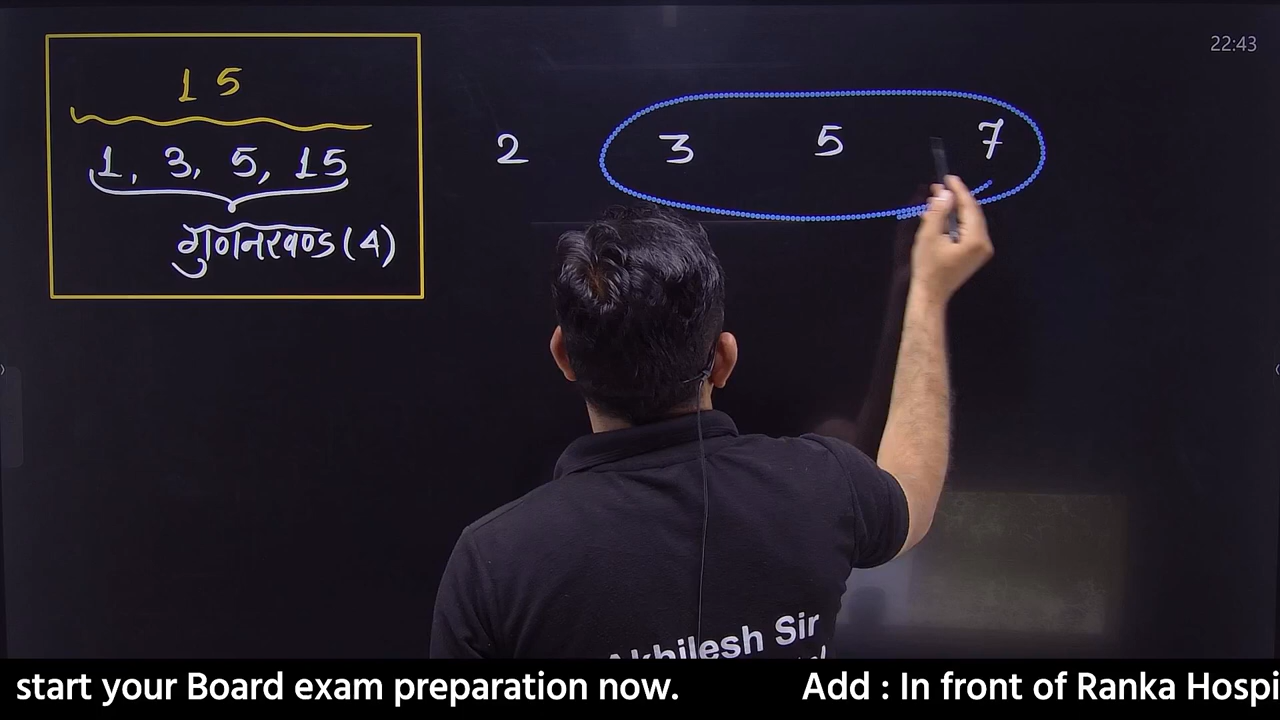 15
1, 3, 5, 15
गुणनखण्ड (4)
2 3 5 7
22:43
Akhilesh Sir
start your Board exam preparation now. Add : In front of Ranka Hospi